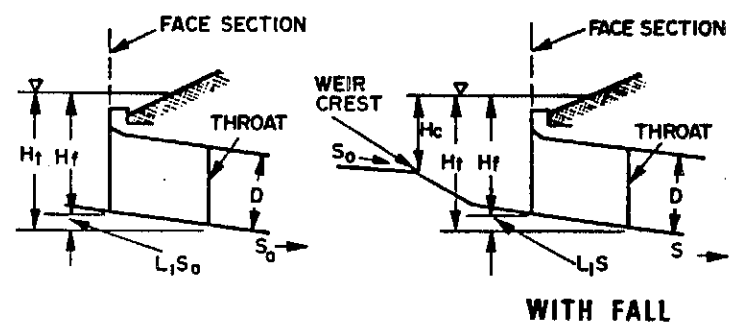 FACE SECTION
THROAT
Ht
Hf
D
L1So
So
FACE SECTION
WEIR
CREST
So
Hc
Ht
Hf
THROAT
D
L1S
S
WITH FALL